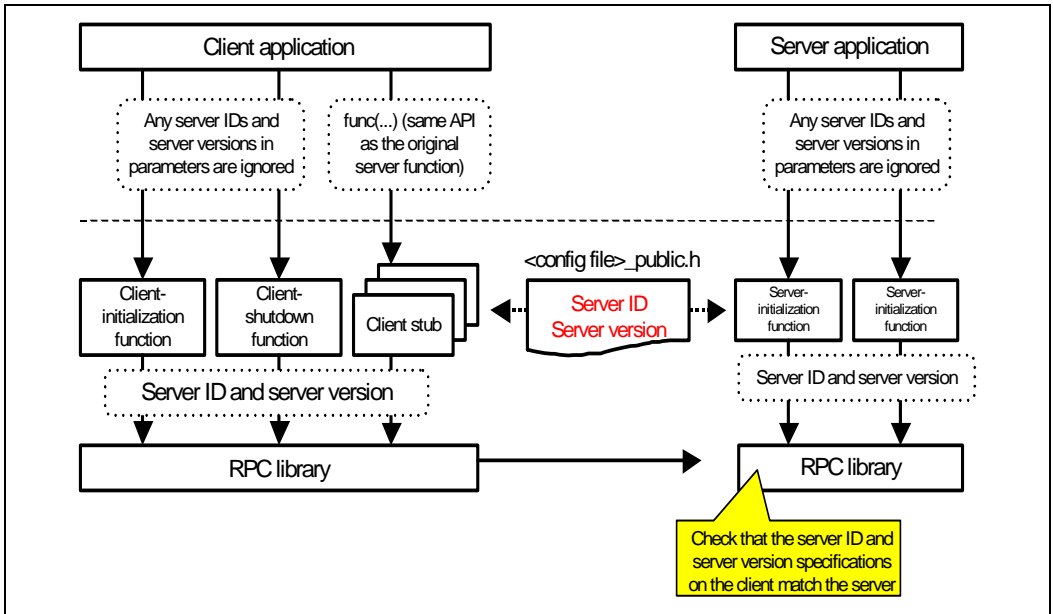 Client application
Server application
Any server IDs and
server versions in
parameters are ignored
func(...) (same API
as the original
server function)
Any server IDs and
server versions in
parameters are ignored
<config file>_public.h
Client-
initialization
function
Client-
shutdown
function
Client stub
Server ID
Server version
Server-
initialization
function
Server-
initialization
function
Server ID and server version
Server ID and server version
RPC library
RPC library
Check that the server ID and
server version specifications
on the client match the server